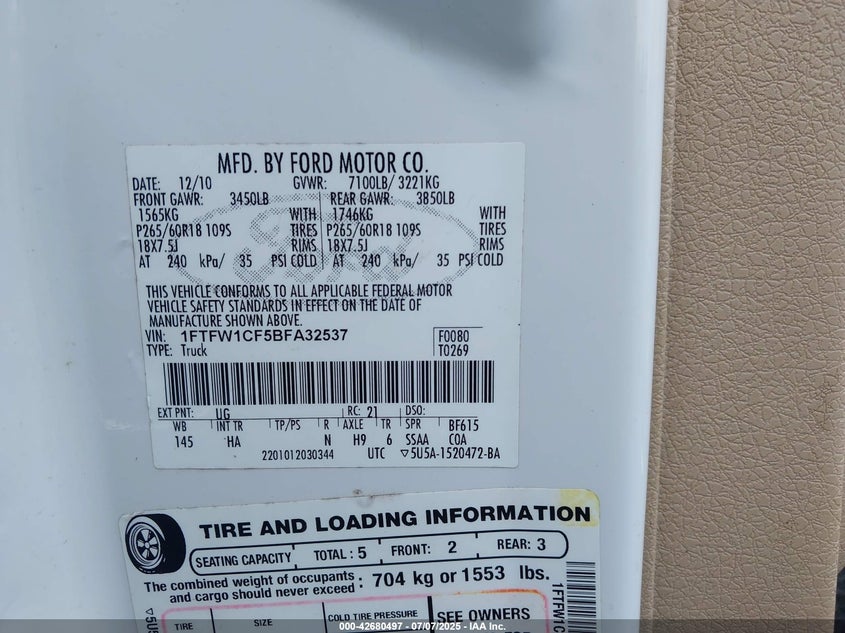 MFD. BY FORD MOTOR CO.
DATE: 12/10 GVWR: 7100LB/ 3221KG
FRONT GAWR: 3450LB REAR GAWR: 3850LB
1565KG WITH 1746KG WITH
P265/60R18 109S TIRES P265/60R18 109S TIRES
18X7.5J RIMS 18X7.5J RIMS
AT 240 kPa/ 35 PSI COLD AT 240 kPa/ 35 PSI COLD
Ford
THIS VEHICLE CONFORMS TO ALL APPLICABLE FEDERAL MOTOR
VEHICLE SAFETY STANDARDS IN EFFECT ON THE DATE OF
MANUFACTURE SHOWN ABOVE.
VIN: 1FTFW1CF5BFA32537 F0080
TYPE: Truck T0269
EXT PNT: UG RC: 21 DSO:
WB INT TR TP/PS R AXLE TR SPR BF615
145 HA N H9 6 SSAA COA
2201012030344 UTC ▽5U5A-1520472-BA
TIRE AND LOADING INFORMATION
SEATING CAPACITY TOTAL : 5 FRONT: 2 REAR: 3
The combined weight of occupants
and cargo should never exceed : 704 kg or 1553 lbs.
TIRE SIZE COLD TIRE PRESSURE SEE OWNERS
1FTFW1C
▽5U5
000-42680497 - 07/07/2025 - IAAI.com